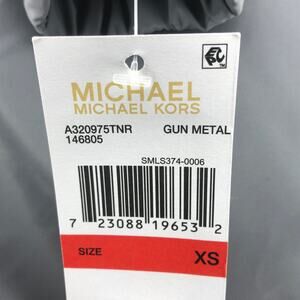 MICHAEL
MICHAEL KORS
A320975TNR GUN METAL
146805
SMLS374-0006
7 23088 19653 2
SIZE XS